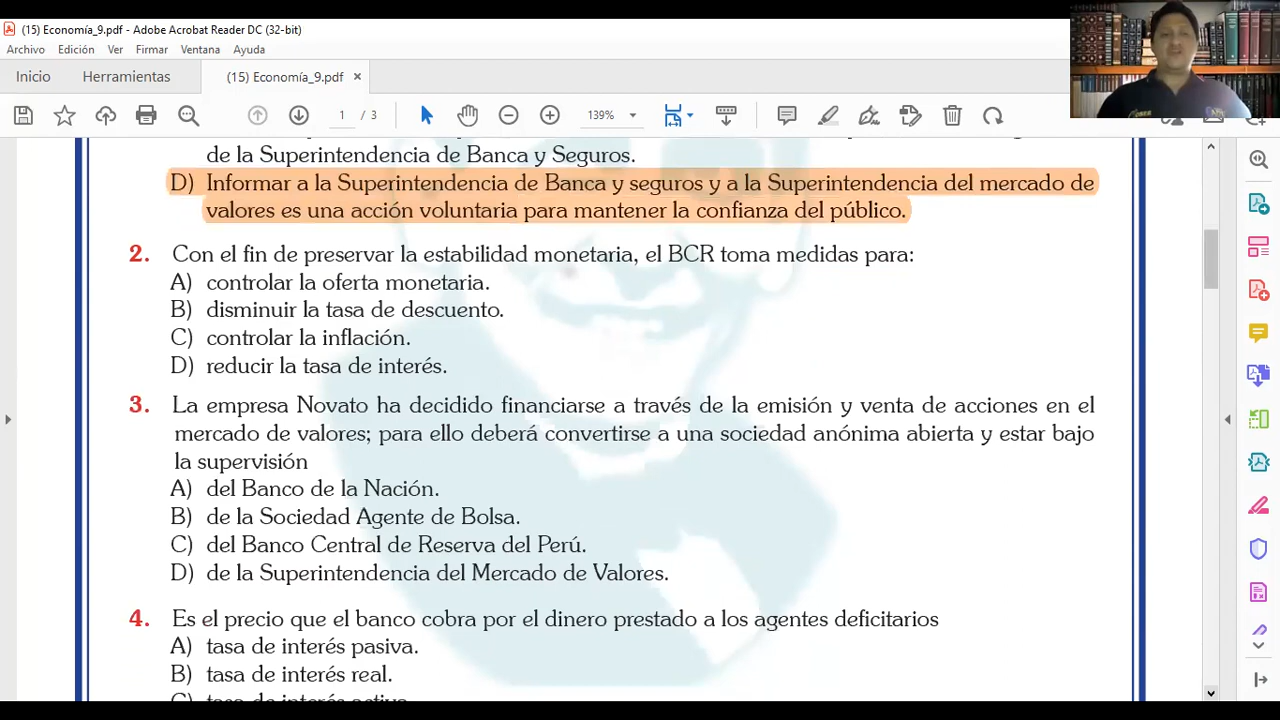 (15) Economía_9.pdf - Adobe Acrobat Reader DC (32-bit)
Archivo Edición Ver Firmar Ventana Ayuda
Inicio Herramientas (15) Economía_9.pdf ×
1 / 3 139%
de la Superintendencia de Banca y Seguros.
D) Informar a la Superintendencia de Banca y seguros y a la Superintendencia del mercado de
valores es una acción voluntaria para mantener la confianza del público.
2. Con el fin de preservar la estabilidad monetaria, el BCR toma medidas para:
A) controlar la oferta monetaria.
B) disminuir la tasa de descuento.
C) controlar la inflación.
D) reducir la tasa de interés.
3. La empresa Novato ha decidido financiarse a través de la emisión y venta de acciones en el
mercado de valores; para ello deberá convertirse a una sociedad anónima abierta y estar bajo
la supervisión
A) del Banco de la Nación.
B) de la Sociedad Agente de Bolsa.
C) del Banco Central de Reserva del Perú.
D) de la Superintendencia del Mercado de Valores.
4. Es el precio que el banco cobra por el dinero prestado a los agentes deficitarios
A) tasa de interés pasiva.
B) tasa de interés real.
C) tasa de interés activa.